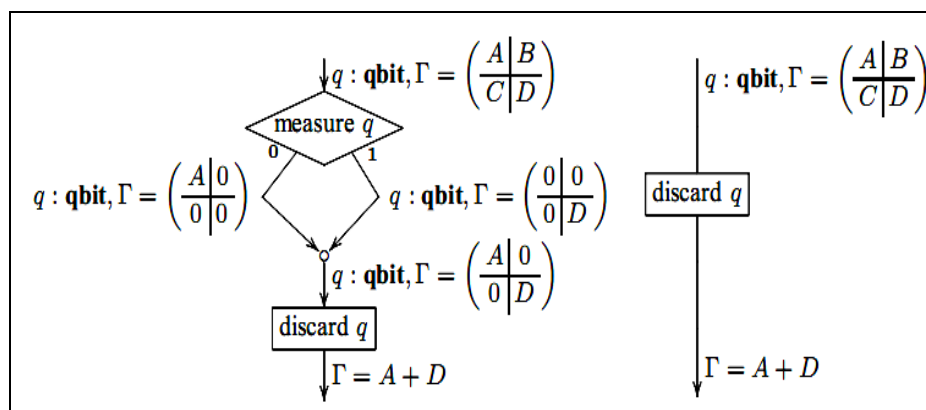 q : qbit, Γ = ( A | B / C | D )
measure q
0 1
q : qbit, Γ = ( A | 0 / 0 | 0 )
q : qbit, Γ = ( 0 | 0 / 0 | D )
q : qbit, Γ = ( A | 0 / 0 | D )
discard q
Γ = A + D
q : qbit, Γ = ( A | B / C | D )
discard q
Γ = A + D